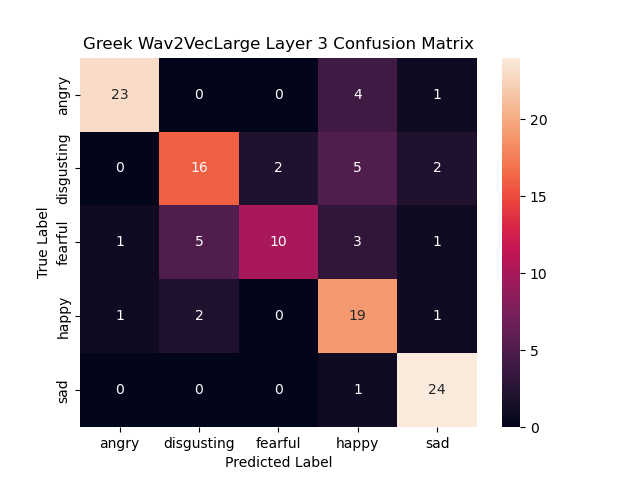 Greek Wav2VecLarge Layer 3 Confusion Matrix
True Label
angry 23 0 0 4 1
disgusting 0 16 2 5 2
fearful 1 5 10 3 1
happy 1 2 0 19 1
sad 0 0 0 1 24
angry disgusting fearful happy sad
Predicted Label
20
15
10
5
0